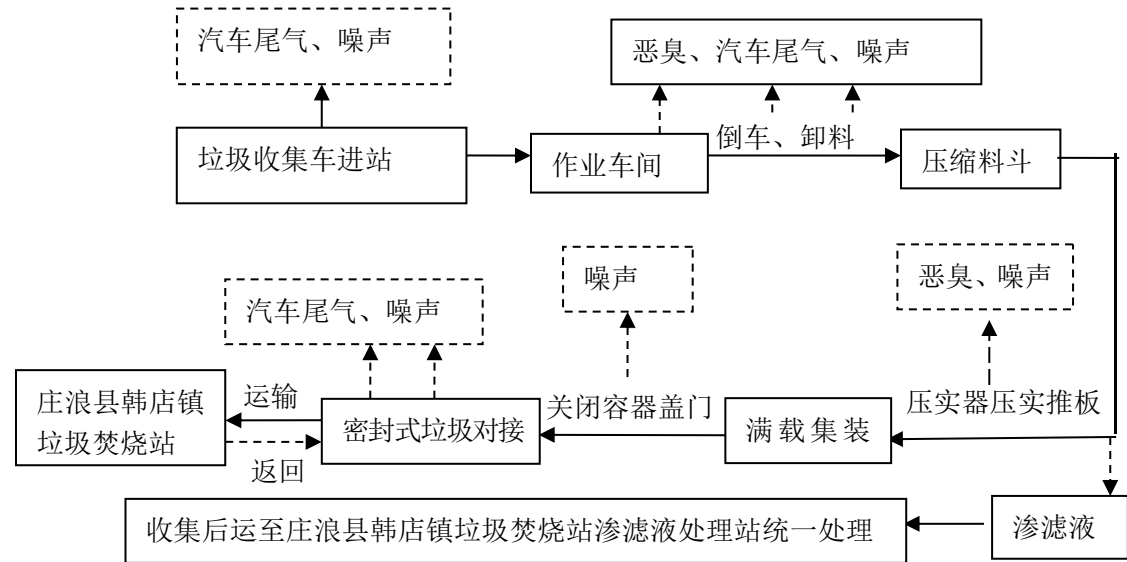 汽车尾气、噪声
恶臭、汽车尾气、噪声
垃圾收集车进站
作业车间
倒车、卸料
压缩料斗
汽车尾气、噪声
噪声
恶臭、噪声
庄浪县韩店镇
垃圾焚烧站
运输
返回
密封式垃圾对接
关闭容器盖门
满载集装
压实器压实推板
收集后运至庄浪县韩店镇垃圾焚烧站渗滤液处理站统一处理
渗滤液